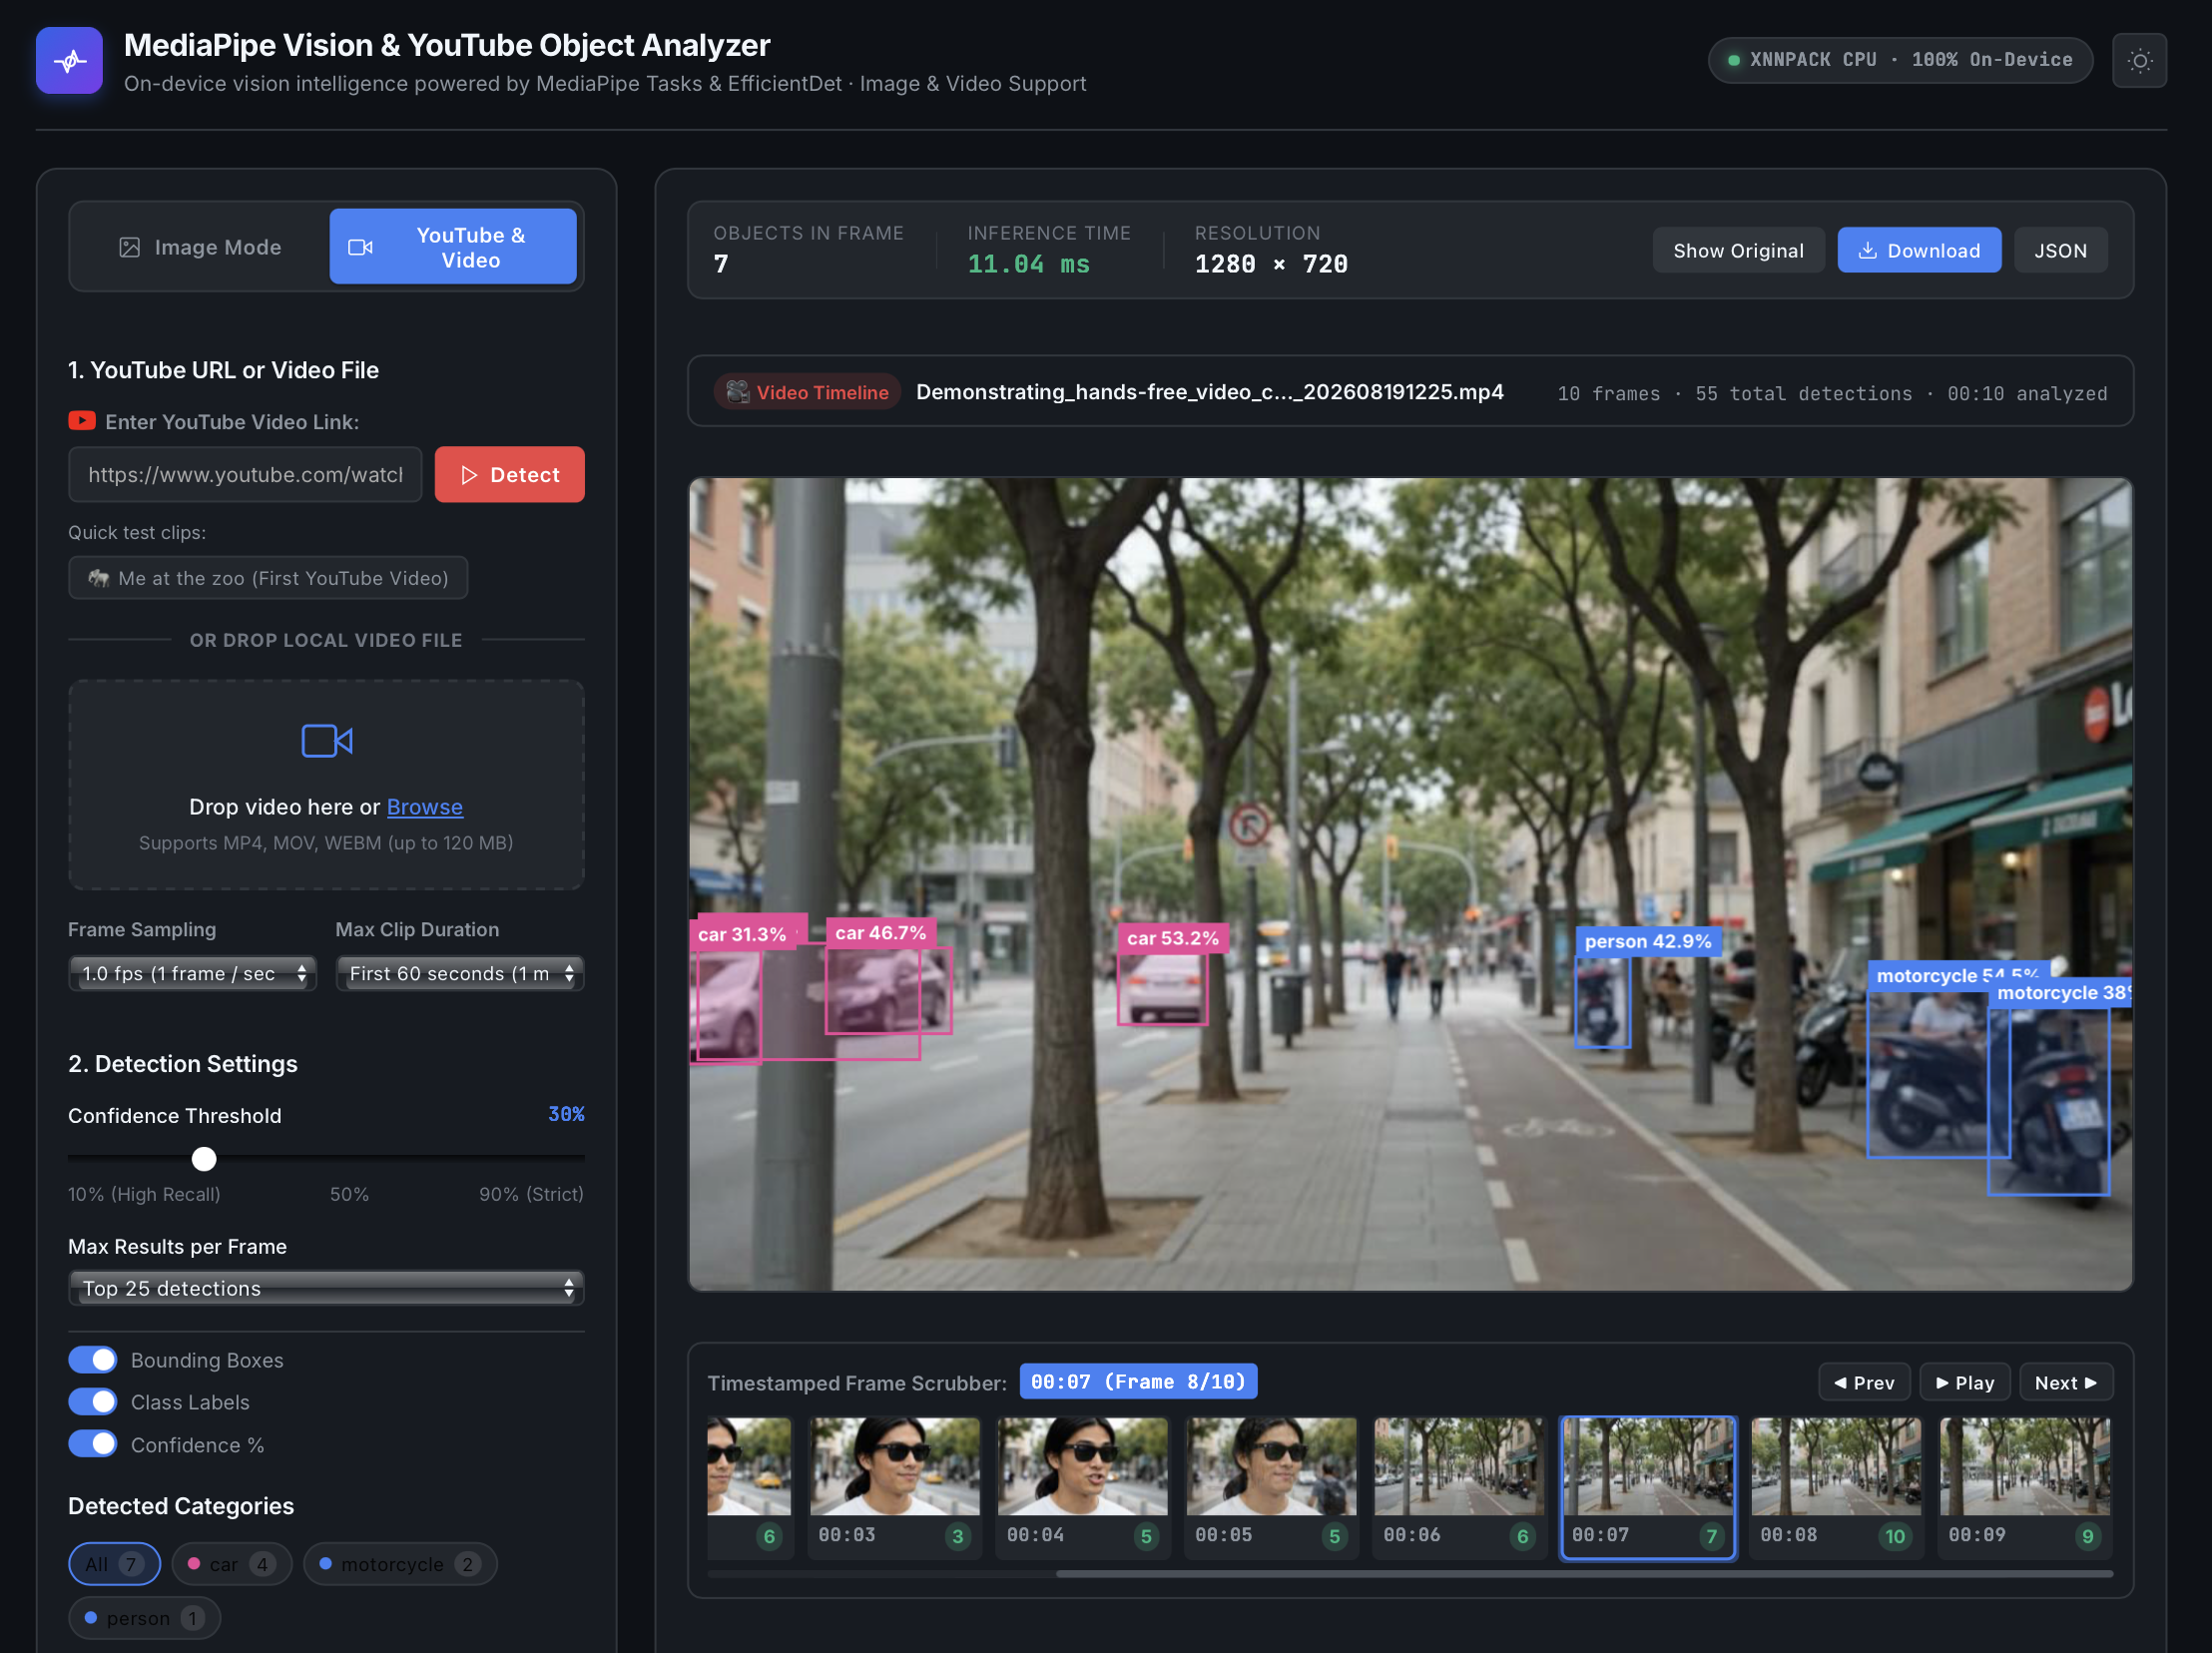 MediaPipe Vision & YouTube Object Analyzer
On-device vision intelligence powered by MediaPipe Tasks & EfficientDet · Image & Video Support
XNNPACK CPU · 100% On-Device
Image Mode
YouTube &
Video
1. YouTube URL or Video File
Enter YouTube Video Link:
https://www.youtube.com/watch
Detect
Quick test clips:
Me at the zoo (First YouTube Video)
OR DROP LOCAL VIDEO FILE
Drop video here or Browse
Supports MP4, MOV, WEBM (up to 120 MB)
Frame Sampling
Max Clip Duration
1.0 fps (1 frame / sec
First 60 seconds (1 m
2. Detection Settings
Confidence Threshold
30%
10% (High Recall)
50%
90% (Strict)
Max Results per Frame
Top 25 detections
Bounding Boxes
Class Labels
Confidence %
Detected Categories
All 7
car 4
motorcycle 2
person 1
OBJECTS IN FRAME
7
INFERENCE TIME
11.04 ms
RESOLUTION
1280 × 720
Show Original
Download
JSON
Video Timeline
Demonstrating_hands-free_video_c..._202608191225.mp4
10 frames · 55 total detections · 00:10 analyzed
car 31.3%
car 46.7%
car 53.2%
person 42.9%
motorcycle 54.5%
motorcycle 38%
Timestamped Frame Scrubber:
00:07 (Frame 8/10)
◀ Prev
▶ Play
Next ▶
6
00:03 3
00:04 5
00:05 5
00:06 6
00:07 7
00:08 10
00:09 9